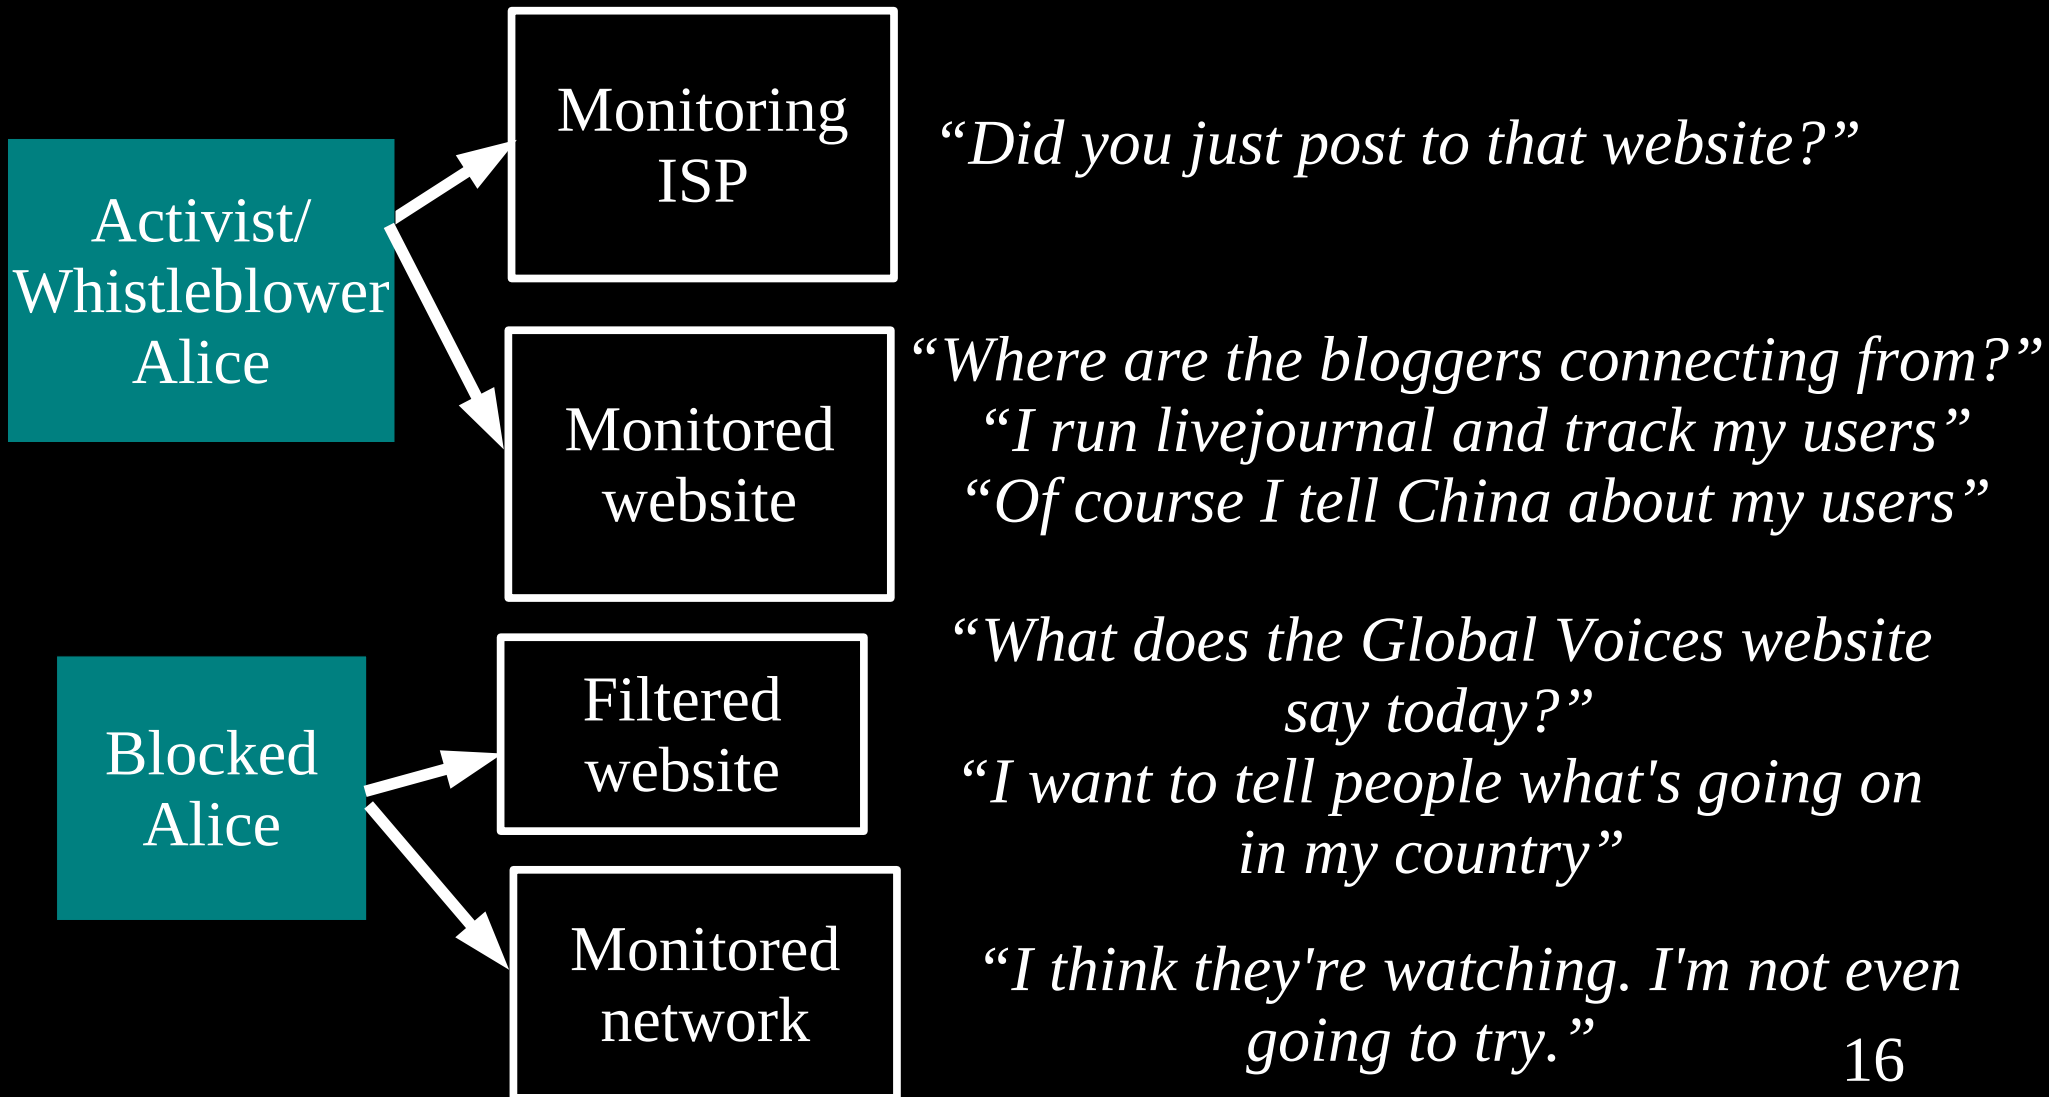 Activist/
Whistleblower
Alice
Monitoring
ISP
“Did you just post to that website?”
Monitored
website
“Where are the bloggers connecting from?”
“I run livejournal and track my users”
“Of course I tell China about my users”
Blocked
Alice
Filtered
website
“What does the Global Voices website
say today?”
“I want to tell people what's going on
in my country”
Monitored
network
“I think they're watching. I'm not even
going to try.”
16